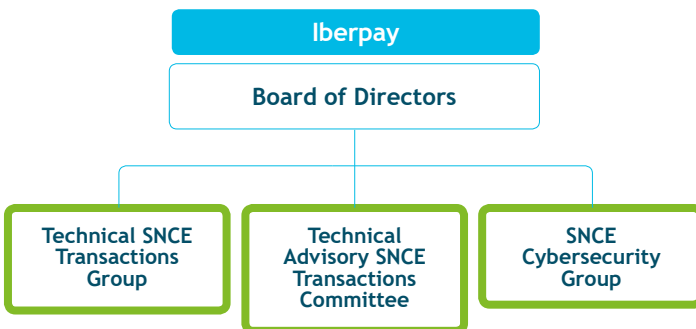 Iberpay
Board of Directors
Technical SNCE
Transactions
Group
Technical
Advisory SNCE
Transactions
Committee
SNCE
Cybersecurity
Group